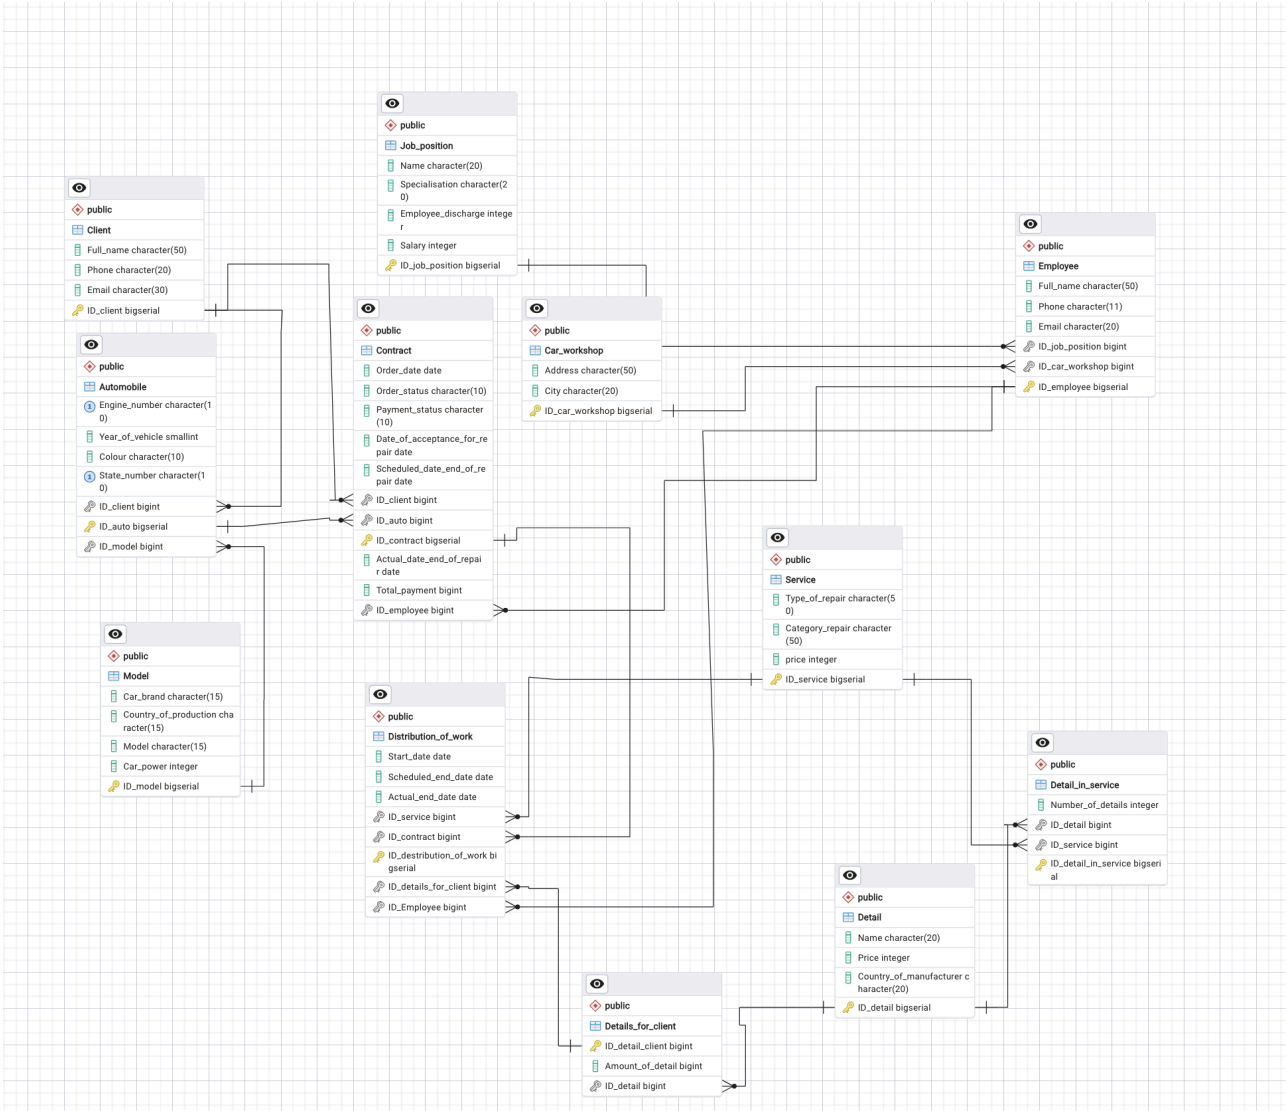 public
Job_position
Name character(20)
Specialisation character(2
0)
Employee_discharge intege
r
Salary integer
ID_job_position bigserial
public
Client
Full_name character(50)
Phone character(20)
Email character(30)
ID_client bigserial
public
Employee
Full_name character(50)
Phone character(11)
Email character(20)
ID_job_position bigint
ID_car_workshop bigint
ID_employee bigserial
public
Automobile
Engine_number character(1
0)
Year_of_vehicle smallint
Colour character(10)
State_number character(1
0)
ID_client bigint
ID_auto bigserial
ID_model bigint
public
Contract
Order_date date
Order_status character(10)
Payment_status character
(10)
Date_of_acceptance_for_re
pair date
Scheduled_date_end_of_re
pair date
ID_client bigint
ID_auto bigint
ID_contract bigserial
Actual_date_end_of_repai
r date
Total_payment bigint
ID_employee bigint
public
Car_workshop
Address character(50)
City character(20)
ID_car_workshop bigserial
public
Service
Type_of_repair character(5
0)
Category_repair character
(50)
price integer
ID_service bigserial
public
Model
Car_brand character(15)
Country_of_production cha
racter(15)
Model character(15)
Car_power integer
ID_model bigserial
public
Distribution_of_work
Start_date date
Scheduled_end_date date
Actual_end_date date
ID_service bigint
ID_contract bigint
ID_destribution_of_work bi
gserial
ID_details_for_client bigint
ID_Employee bigint
public
Detail_in_service
Number_of_details integer
ID_detail bigint
ID_service bigint
ID_detail_in_service bigseri
al
public
Detail
Name character(20)
Price integer
Country_of_manufacturer c
haracter(20)
ID_detail bigserial
public
Details_for_client
ID_detail_client bigint
Amount_of_detail bigint
ID_detail bigint